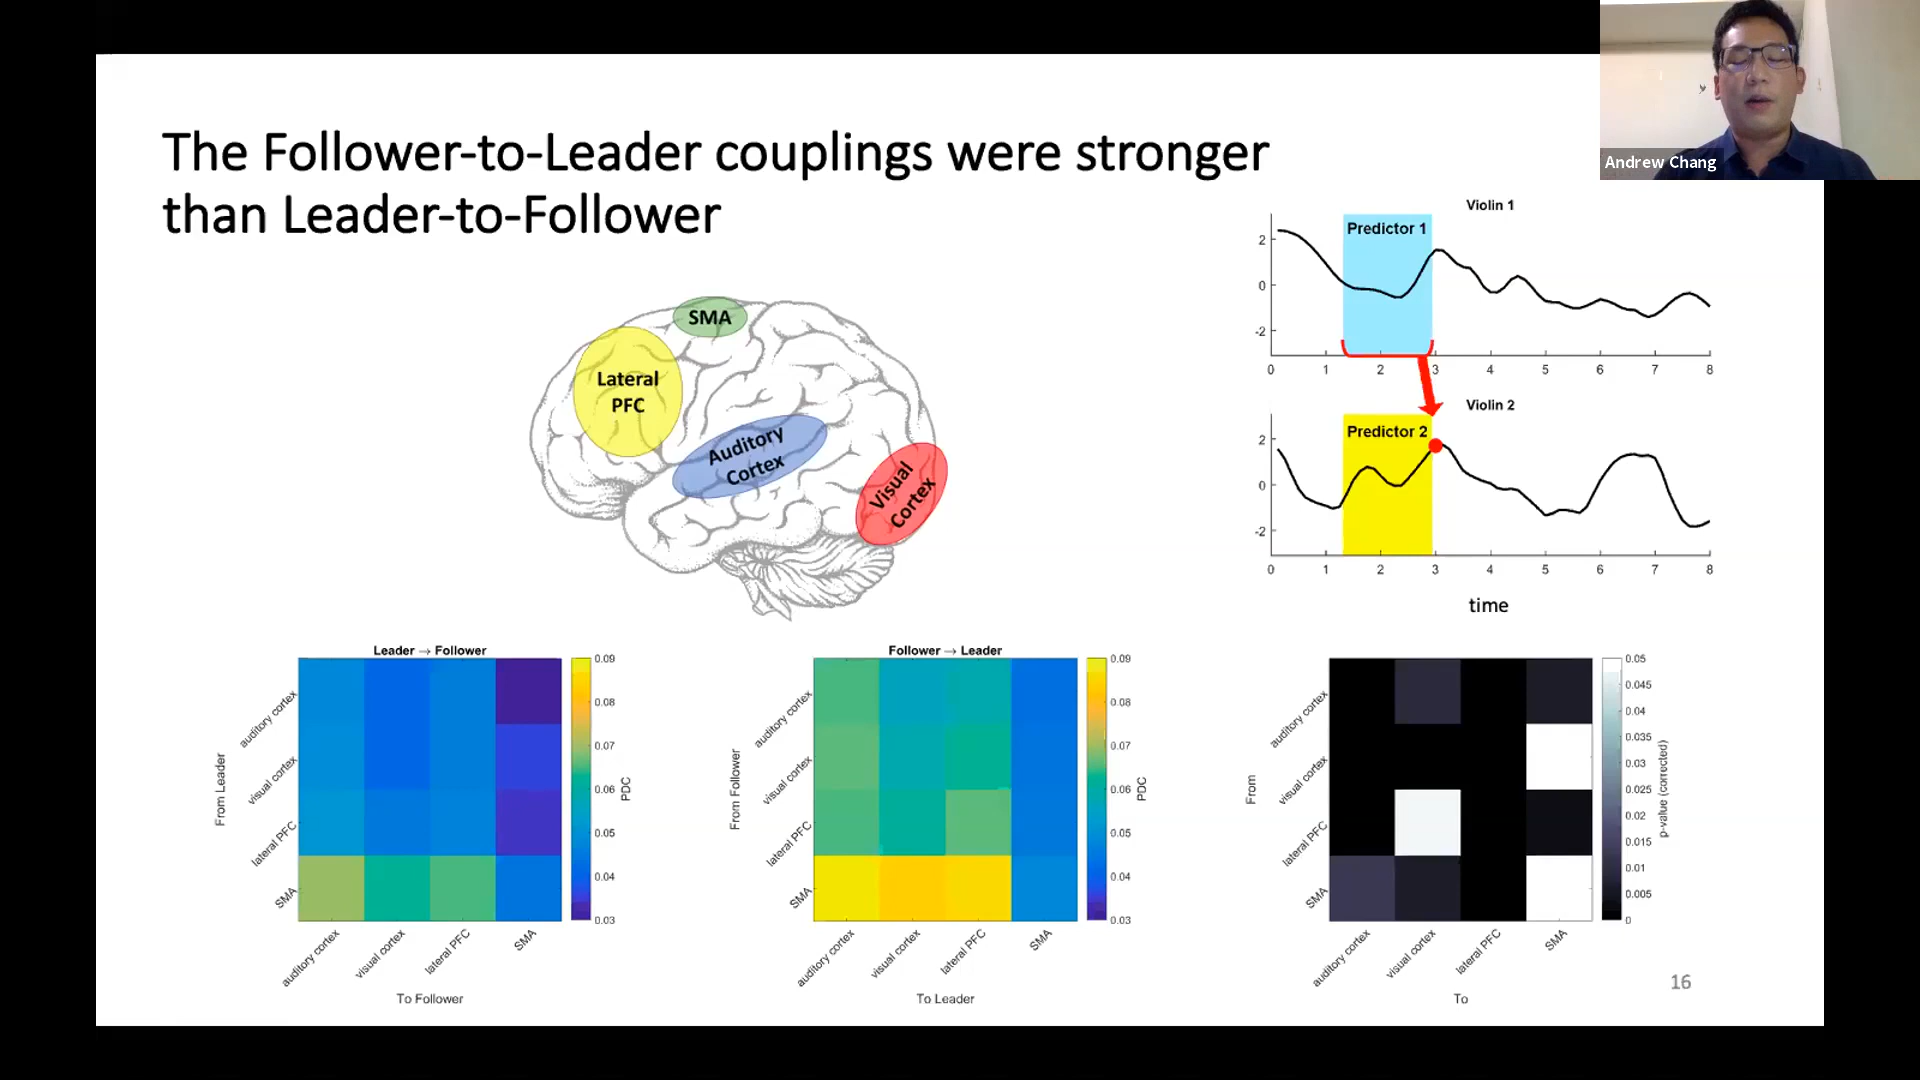 Andrew Chang
The Follower-to-Leader couplings were stronger
than Leader-to-Follower
Violin 1
Predictor 1
2
0
-2
0 1 2 3 4 5 6 7 8
Violin 2
Predictor 2
2
0
-2
0 1 2 3 4 5 6 7 8
time
SMA
Lateral
PFC
Auditory
Cortex
Visual
Cortex
Leader → Follower
From Leader
auditory cortex
visual cortex
lateral PFC
SMA
auditory cortex
visual cortex
lateral PFC
SMA
To Follower
0.09
0.08
0.07
0.06
0.05
0.04
0.03
PDC
Follower → Leader
From Follower
auditory cortex
visual cortex
lateral PFC
SMA
auditory cortex
visual cortex
lateral PFC
SMA
To Leader
0.09
0.08
0.07
0.06
0.05
0.04
0.03
PDC
From
auditory cortex
visual cortex
lateral PFC
SMA
auditory cortex
visual cortex
lateral PFC
SMA
To
0.05
0.045
0.04
0.035
0.03
0.025
0.02
0.015
0.01
0.005
0
p-value (corrected)
16